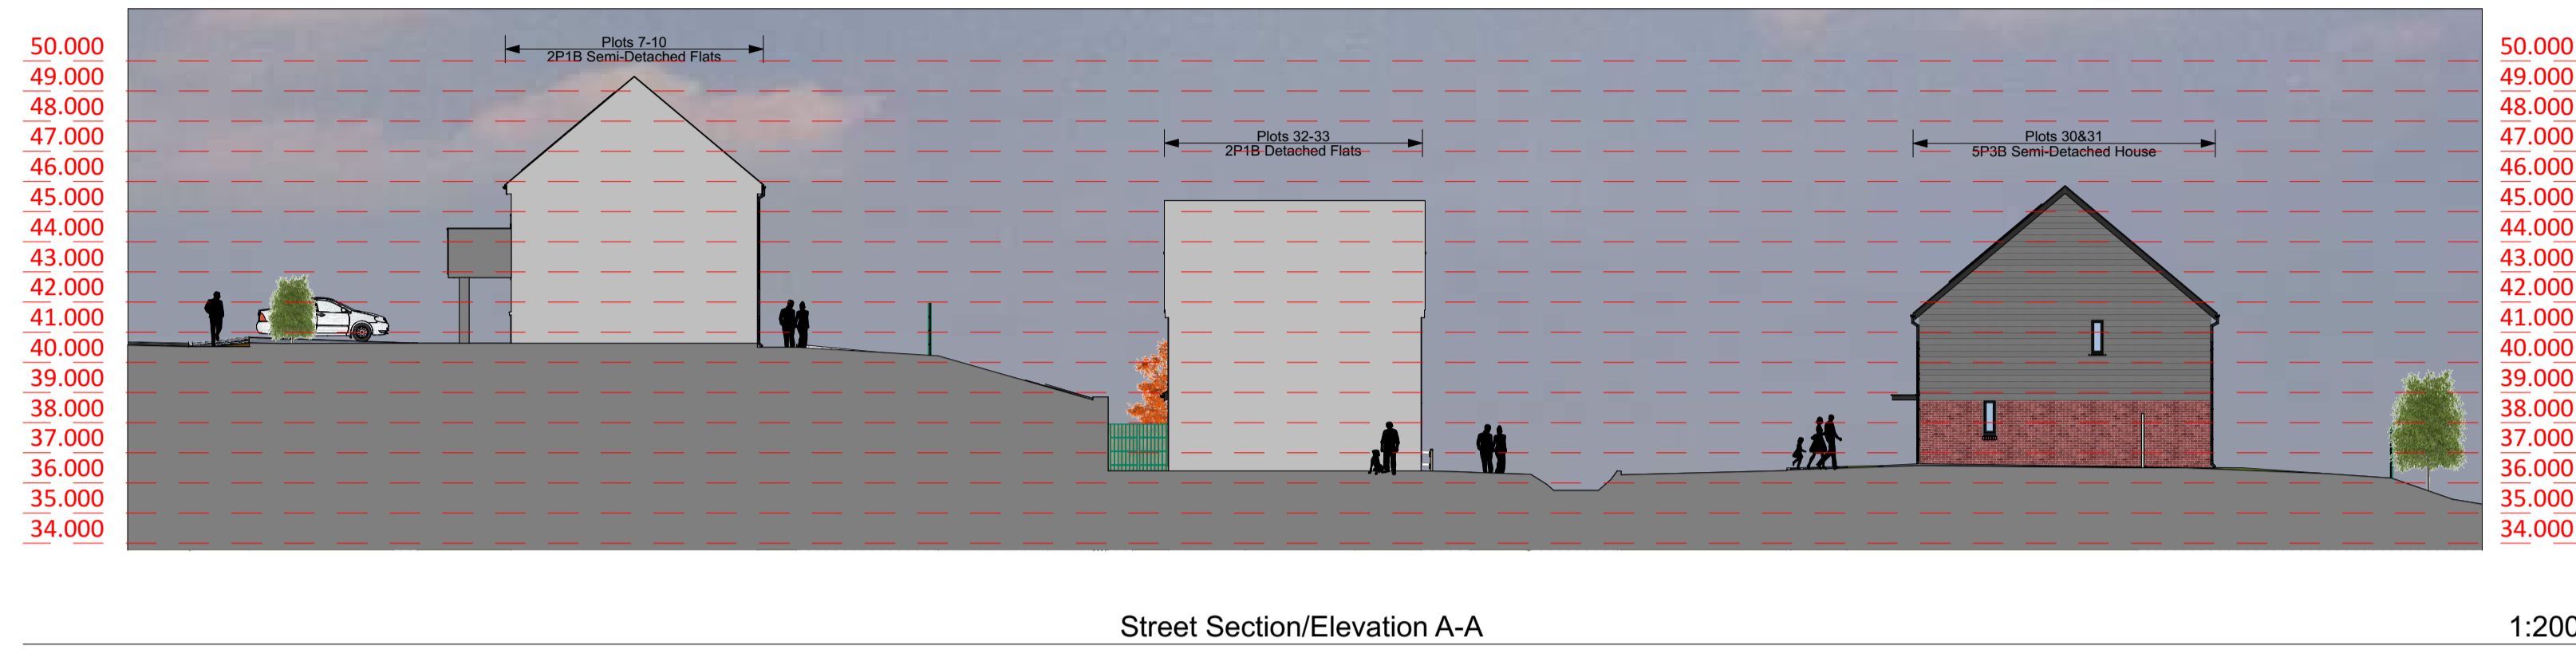 Plots 7-10
2P1B Semi-Detached Flats
Plots 32-33
2P1B Detached Flats
Plots 30&31
5P3B Semi-Detached House
50.000 50.000
49.000 49.000
48.000 48.000
47.000 47.000
46.000 46.000
45.000 45.000
44.000 44.000
43.000 43.000
42.000 42.000
41.000 41.000
40.000 40.000
39.000 39.000
38.000 38.000
37.000 37.000
36.000 36.000
35.000 35.000
34.000 34.000
Street Section/Elevation A-A
1:200